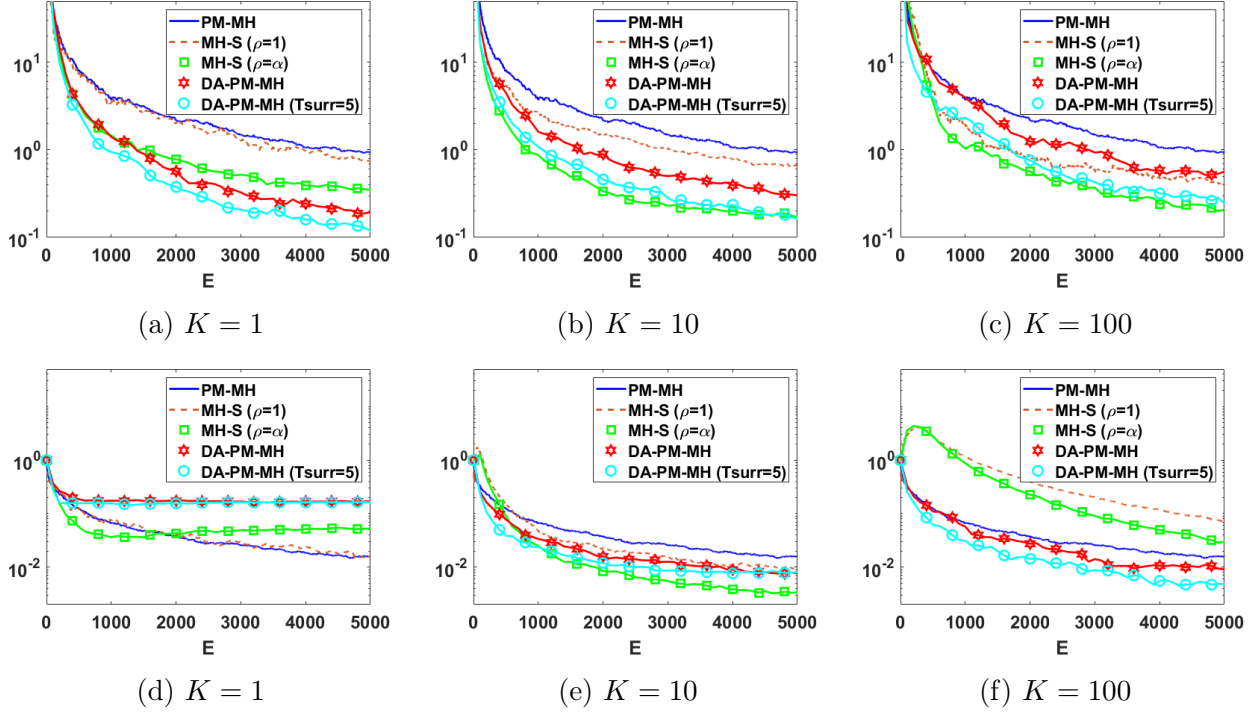 PM-MH
MH-S (ρ=1)
MH-S (ρ=α)
DA-PM-MH
DA-PM-MH (Tsurr=5)
10^1
10^0
10^-1
0 1000 2000 3000 4000 5000
E
(a) K = 1
PM-MH
MH-S (ρ=1)
MH-S (ρ=α)
DA-PM-MH
DA-PM-MH (Tsurr=5)
10^1
10^0
10^-1
0 1000 2000 3000 4000 5000
E
(b) K = 10
PM-MH
MH-S (ρ=1)
MH-S (ρ=α)
DA-PM-MH
DA-PM-MH (Tsurr=5)
10^1
10^0
10^-1
0 1000 2000 3000 4000 5000
E
(c) K = 100
PM-MH
MH-S (ρ=1)
MH-S (ρ=α)
DA-PM-MH
DA-PM-MH (Tsurr=5)
10^0
10^-2
0 1000 2000 3000 4000 5000
E
(d) K = 1
PM-MH
MH-S (ρ=1)
MH-S (ρ=α)
DA-PM-MH
DA-PM-MH (Tsurr=5)
10^0
10^-2
0 1000 2000 3000 4000 5000
E
(e) K = 10
PM-MH
MH-S (ρ=1)
MH-S (ρ=α)
DA-PM-MH
DA-PM-MH (Tsurr=5)
10^0
10^-2
0 1000 2000 3000 4000 5000
E
(f) K = 100